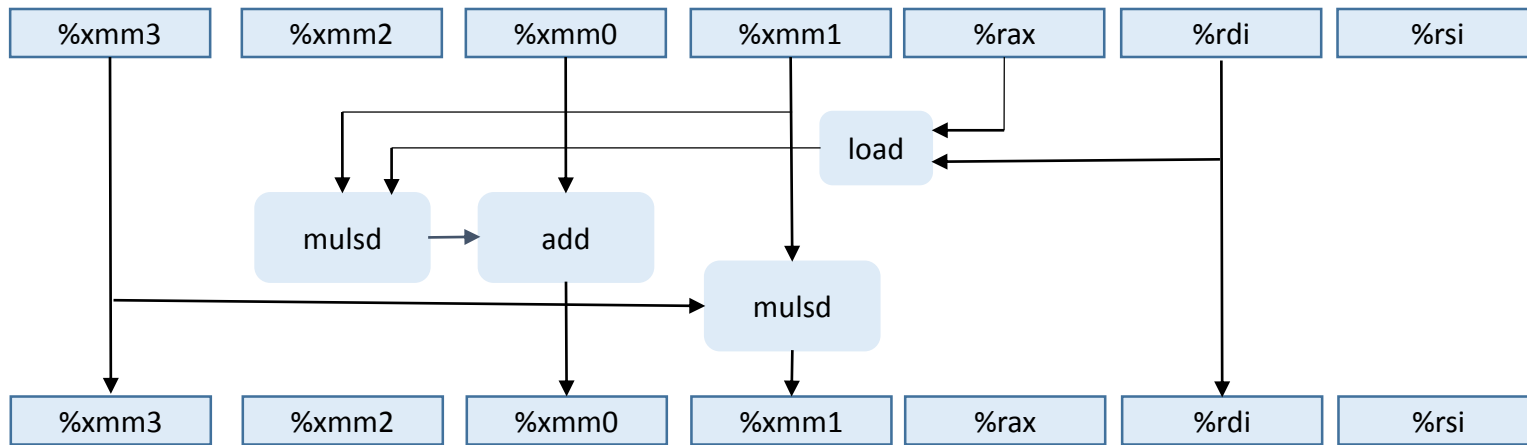 %xmm3 %xmm2 %xmm0 %xmm1 %rax %rdi %rsi
load
mulsd add
mulsd
%xmm3 %xmm2 %xmm0 %xmm1 %rax %rdi %rsi